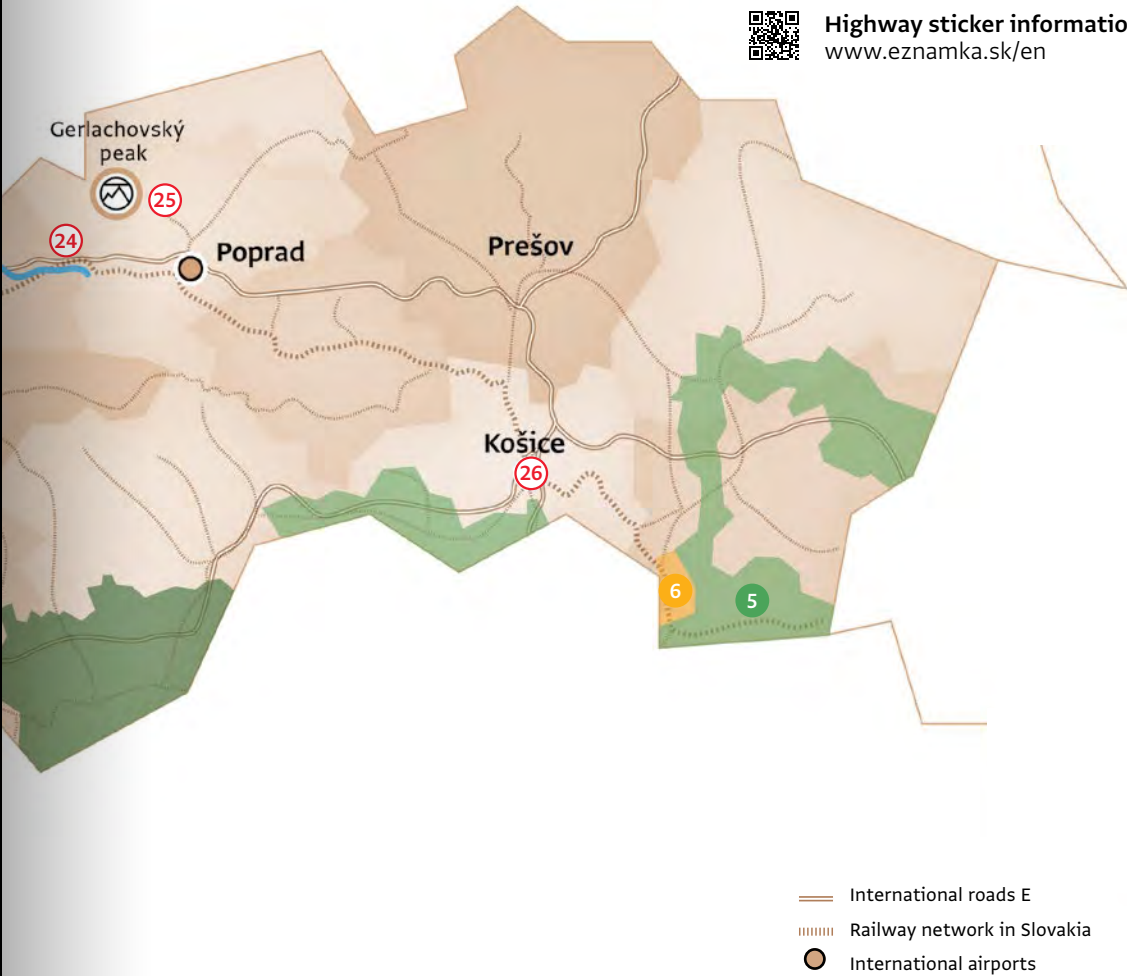 Highway sticker informatio
www.eznamka.sk/en
Gerlachovský
peak
25
24
Poprad
Prešov
Košice
26
6
5
International roads E
Railway network in Slovakia
International airports